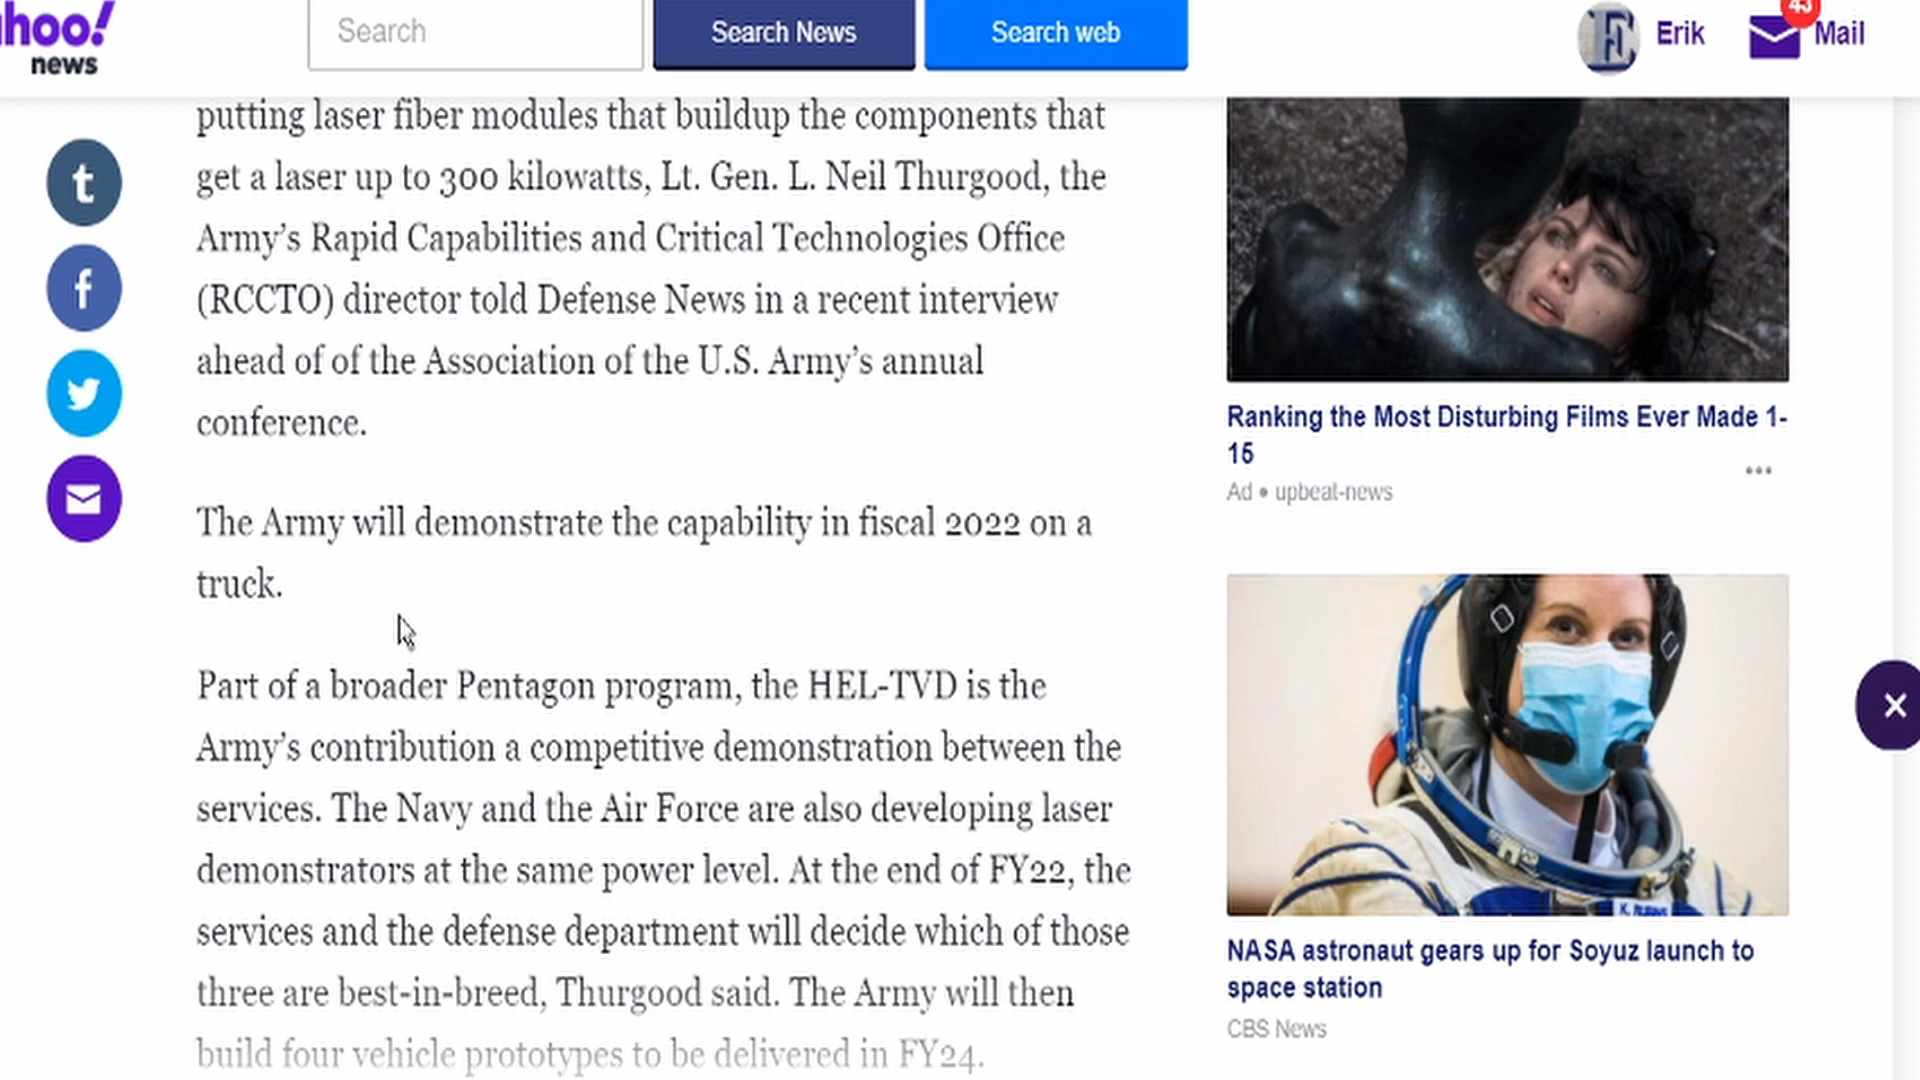 hoo!
news
Search
Search News
Search web
Erik
43
Mail
putting laser fiber modules that buildup the components that
get a laser up to 300 kilowatts, Lt. Gen. L. Neil Thurgood, the
Army's Rapid Capabilities and Critical Technologies Office
(RCCTO) director told Defense News in a recent interview
ahead of of the Association of the U.S. Army's annual
conference.
The Army will demonstrate the capability in fiscal 2022 on a
truck.
Part of a broader Pentagon program, the HEL-TVD is the
Army's contribution a competitive demonstration between the
services. The Navy and the Air Force are also developing laser
demonstrators at the same power level. At the end of FY22, the
services and the defense department will decide which of those
three are best-in-breed, Thurgood said. The Army will then
build four vehicle prototypes to be delivered in FY24.
Ranking the Most Disturbing Films Ever Made 1-
15
Ad • upbeat-news
NASA astronaut gears up for Soyuz launch to
space station
CBS News